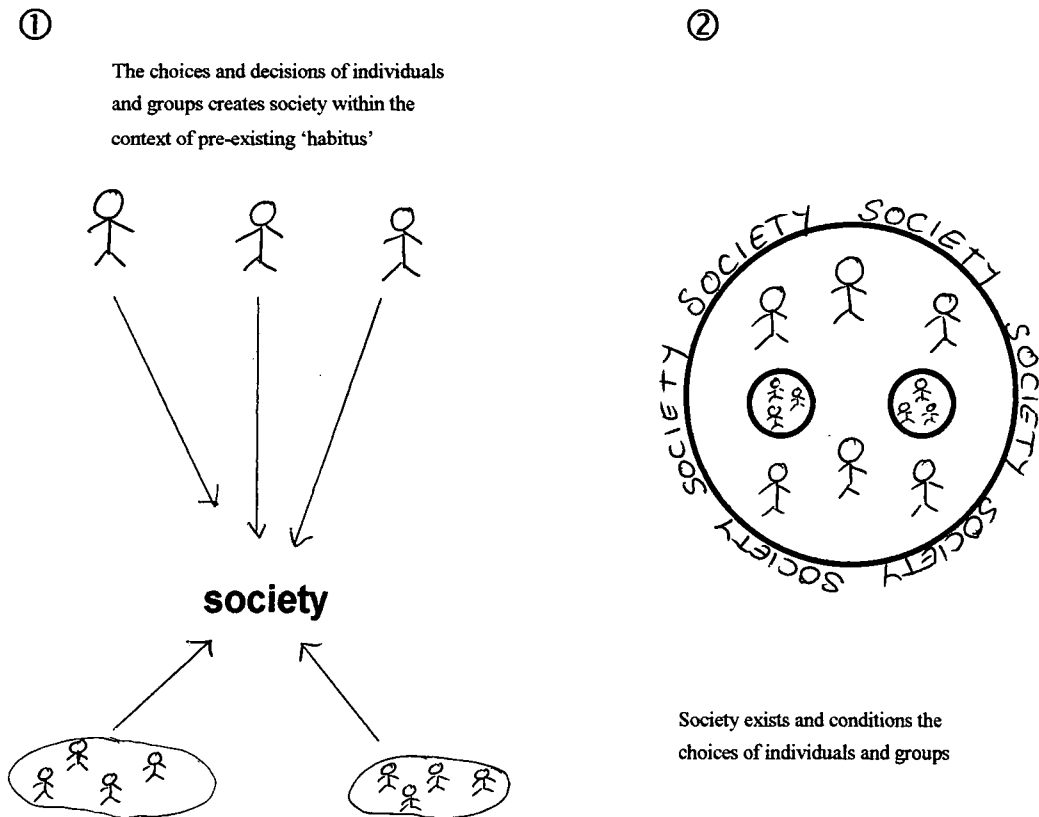 ①
The choices and decisions of individuals
and groups creates society within the
context of pre-existing ‘habitus’
society
②
SOCIETY
SOCIETY
SOCIETY
SOCIETY
SOCIETY
SOCIETY
Society exists and conditions the
choices of individuals and groups